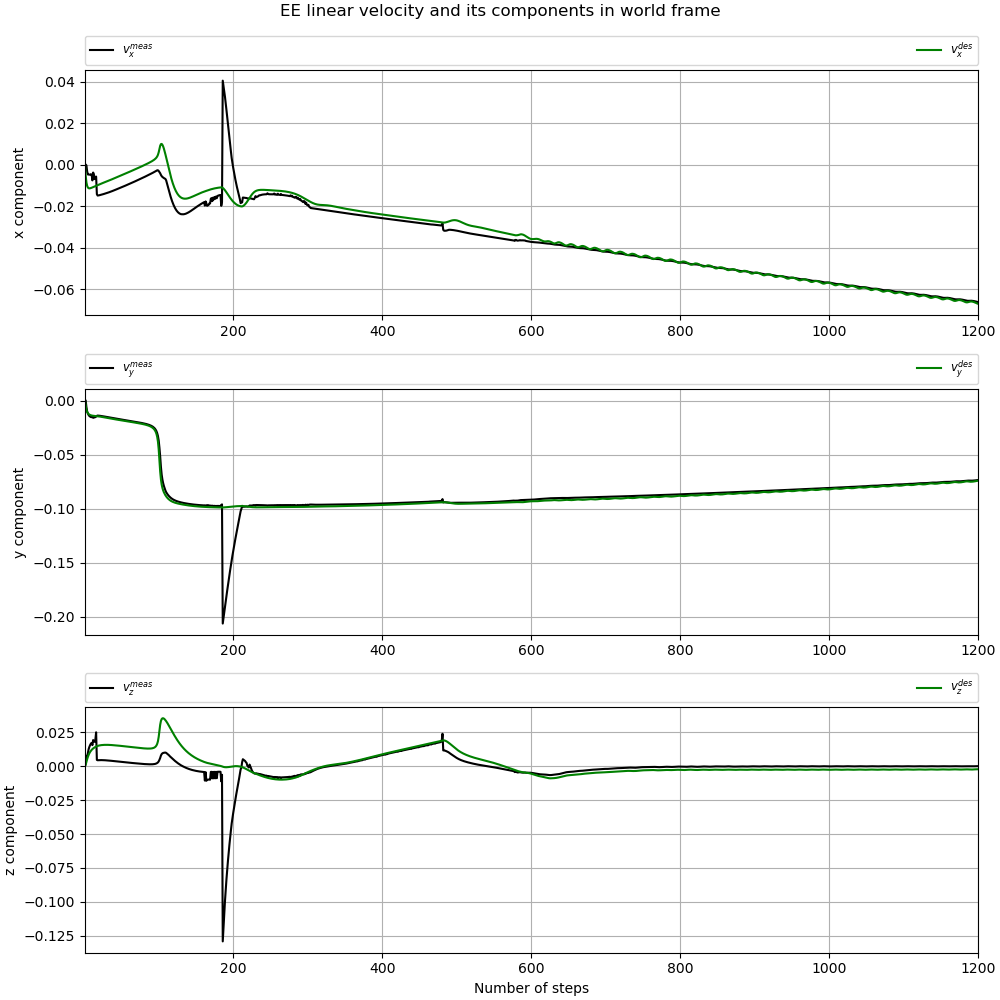 EE linear velocity and its components in world frame
v_x^{meas} v_x^{des}
0.04
0.02
0.00
−0.02
−0.04
−0.06
x component
200 400 600 800 1000 1200
v_y^{meas} v_y^{des}
0.00
−0.05
−0.10
−0.15
−0.20
y component
200 400 600 800 1000 1200
v_z^{meas} v_z^{des}
0.025
0.000
−0.025
−0.050
−0.075
−0.100
−0.125
z component
200 400 600 800 1000 1200
Number of steps